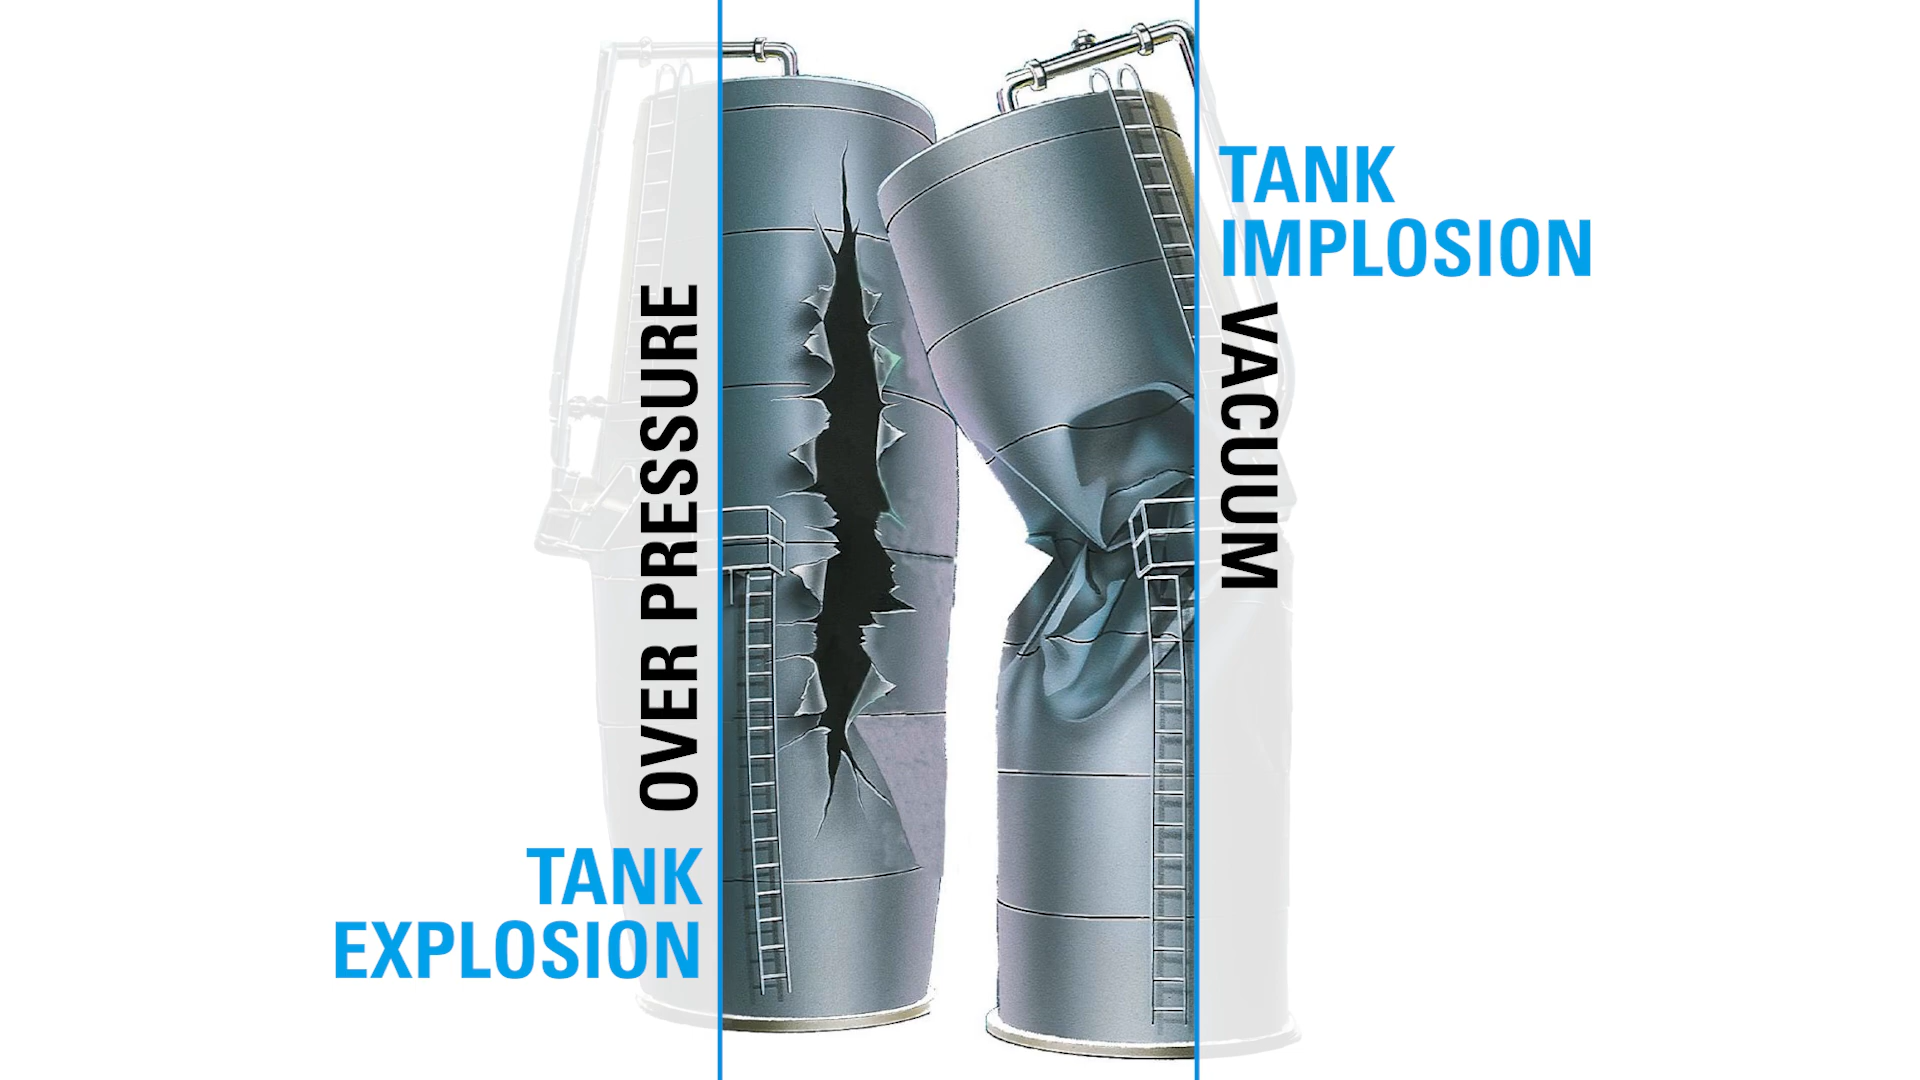 OVER PRESSURE
TANK
EXPLOSION
TANK
IMPLOSION
VACUUM